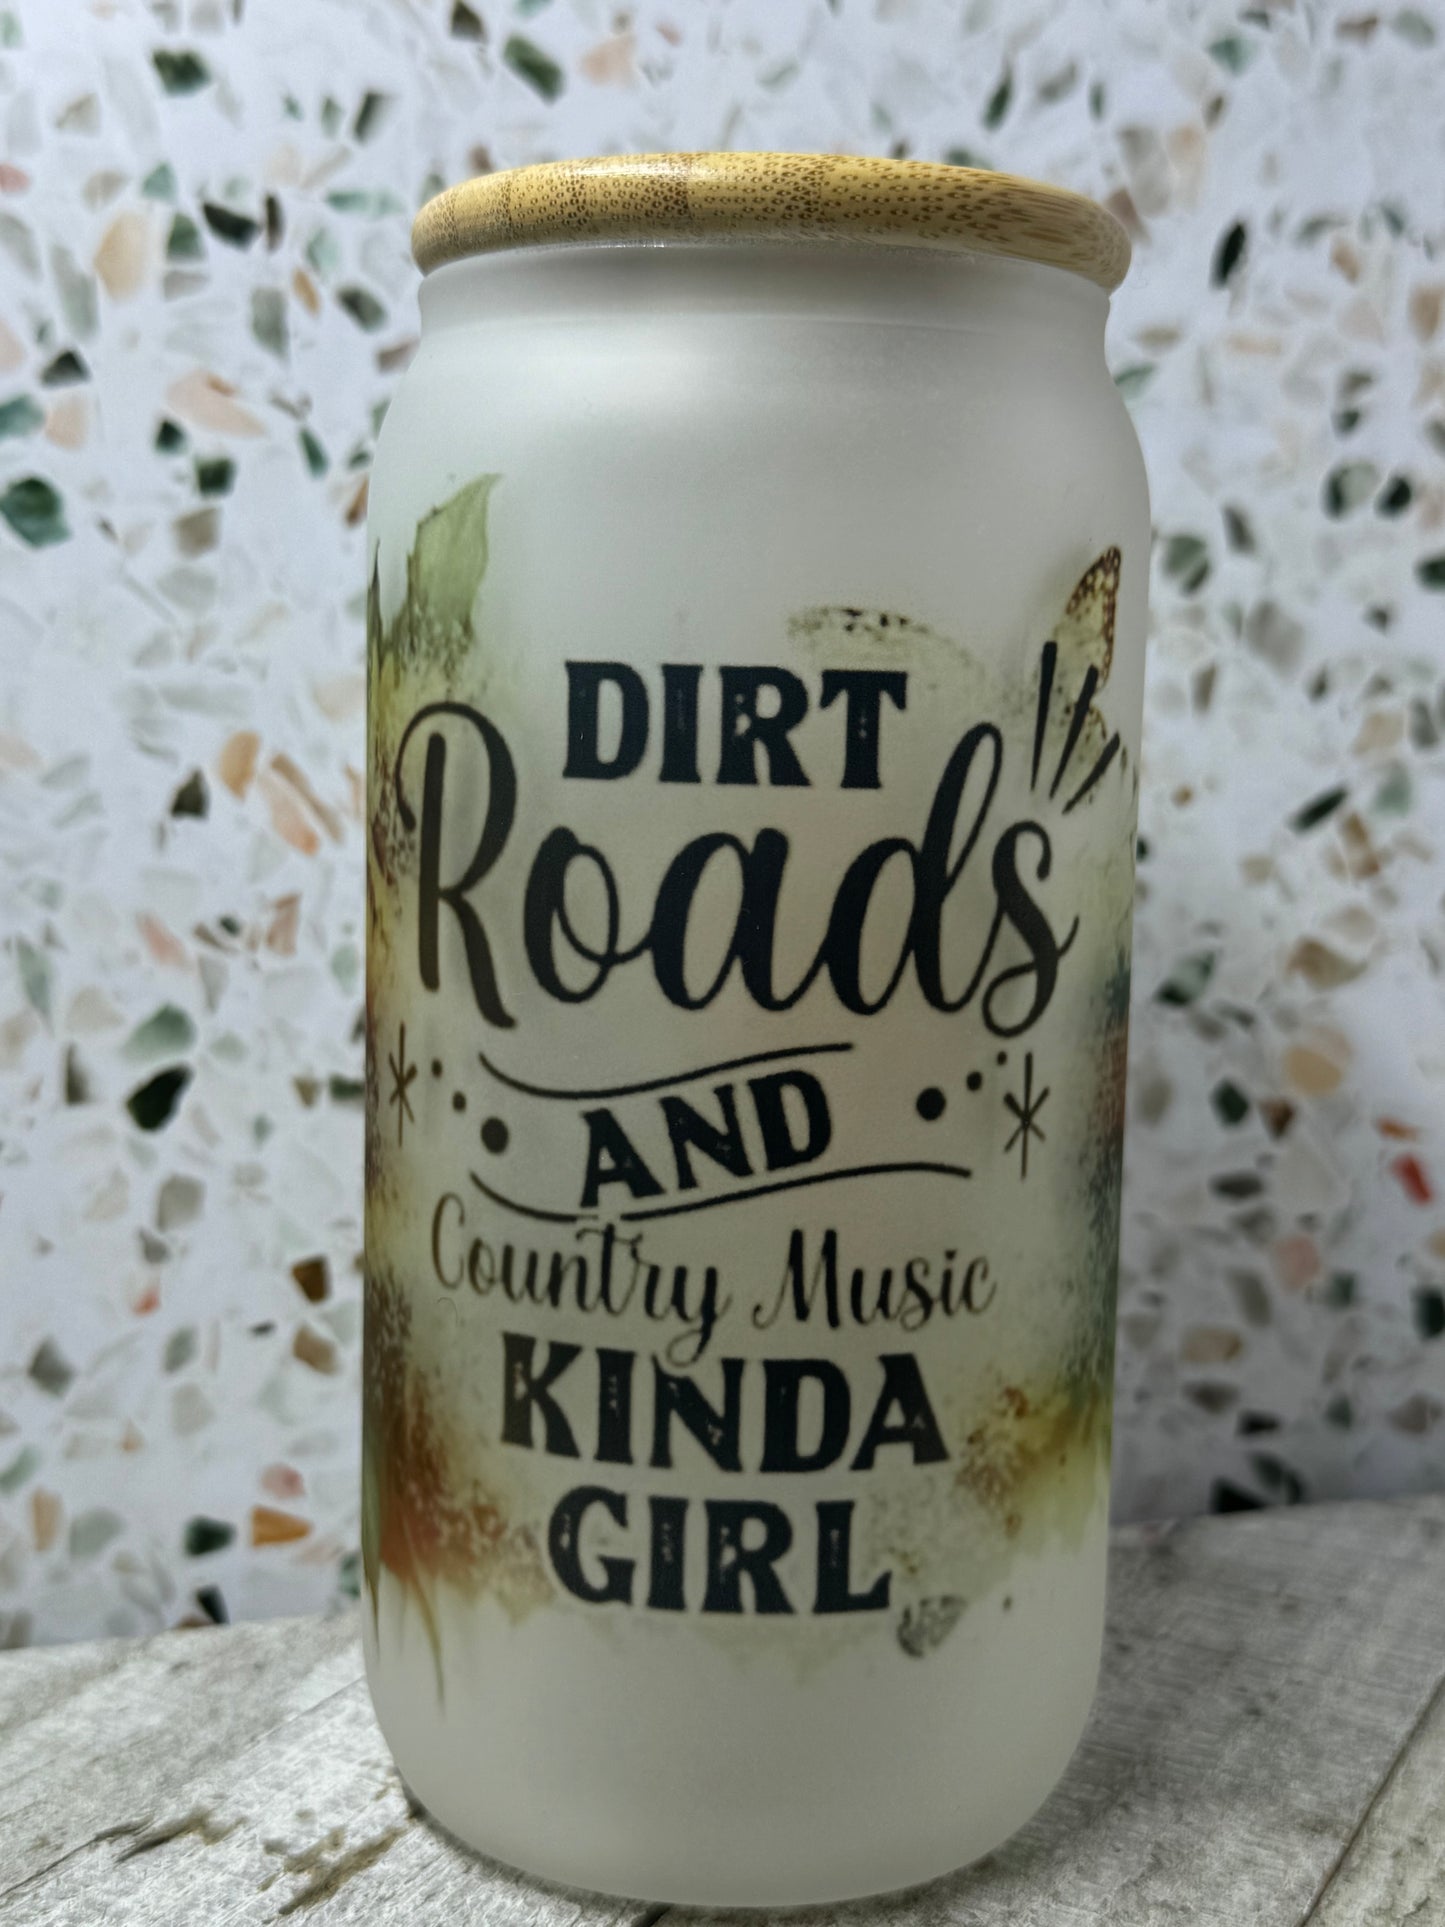 DIRT
Roads
AND
Country Music
KINDA
GIRL